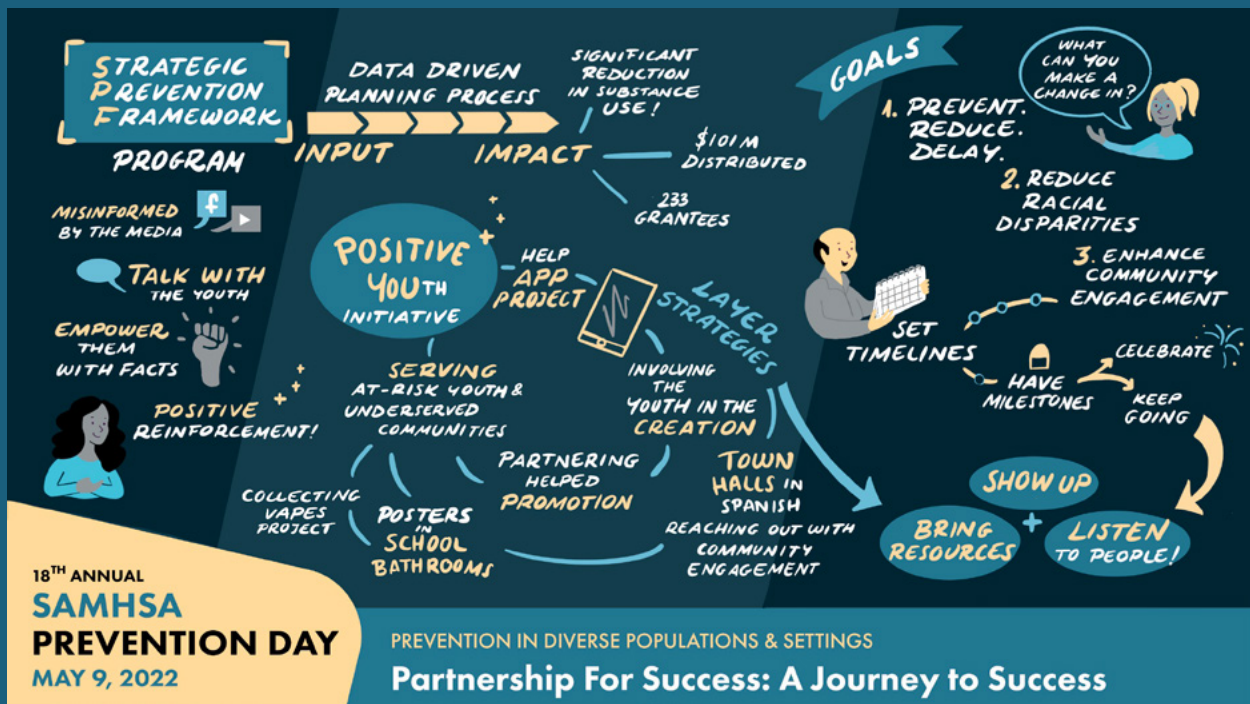 STRATEGIC
PREVENTION
FRAMEWORK
PROGRAM
MISINFORMED
BY THE MEDIA
f
TALK WITH
THE YOUTH
EMPOWER
THEM
WITH FACTS
POSITIVE
REINFORCEMENT!
DATA DRIVEN
PLANNING PROCESS
INPUT
IMPACT
SIGNIFICANT
REDUCTION
IN SUBSTANCE
USE!
$101M
DISTRIBUTED
233
GRANTEES
POSITIVE
YOUTH
INITIATIVE
HELP
APP
PROJECT
LAYER
STRATEGIES
SERVING
AT-RISK YOUTH &
UNDERSERVED
COMMUNITIES
COLLECTING
VAPES
PROJECT
POSTERS
IN
SCHOOL
BATHROOMS
PARTNERING
HELPED
PROMOTION
INVOLVING
THE
YOUTH IN THE
CREATION
TOWN
HALLS IN
SPANISH
REACHING OUT WITH
COMMUNITY
ENGAGEMENT
GOALS
WHAT
CAN YOU
MAKE A
CHANGE IN?
1. PREVENT.
REDUCE.
DELAY.
2. REDUCE
RACIAL
DISPARITIES
3. ENHANCE
COMMUNITY
ENGAGEMENT
SET
TIMELINES
HAVE
MILESTONES
CELEBRATE
KEEP
GOING
SHOW UP
+
BRING
RESOURCES
LISTEN
TO PEOPLE!
18TH ANNUAL
SAMHSA
PREVENTION DAY
MAY 9, 2022
PREVENTION IN DIVERSE POPULATIONS & SETTINGS
Partnership For Success: A Journey to Success